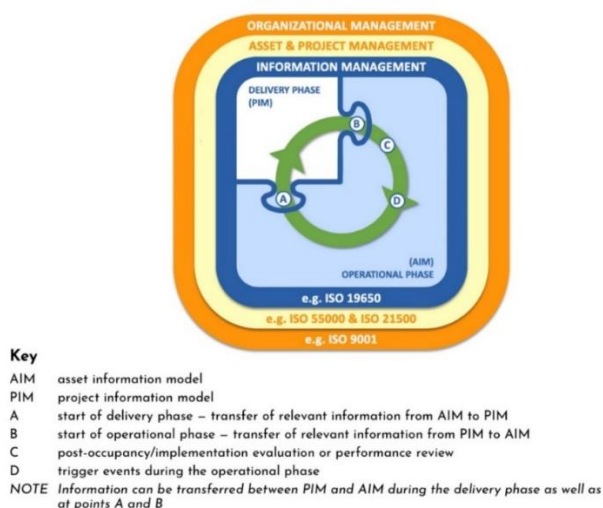 ORGANIZATIONAL MANAGEMENT
ASSET & PROJECT MANAGEMENT
INFORMATION MANAGEMENT
DELIVERY PHASE
(PIM)
B
C
A
D
(AIM)
OPERATIONAL PHASE
e.g. ISO 19650
e.g. ISO 55000 & ISO 21500
e.g. ISO 9001
Key
AIM asset information model
PIM project information model
A start of delivery phase – transfer of relevant information from AIM to PIM
B start of operational phase – transfer of relevant information from PIM to AIM
C post-occupancy/implementation evaluation or performance review
D trigger events during the operational phase
NOTE Information can be transferred between PIM and AIM during the delivery phase as well as
at points A and B